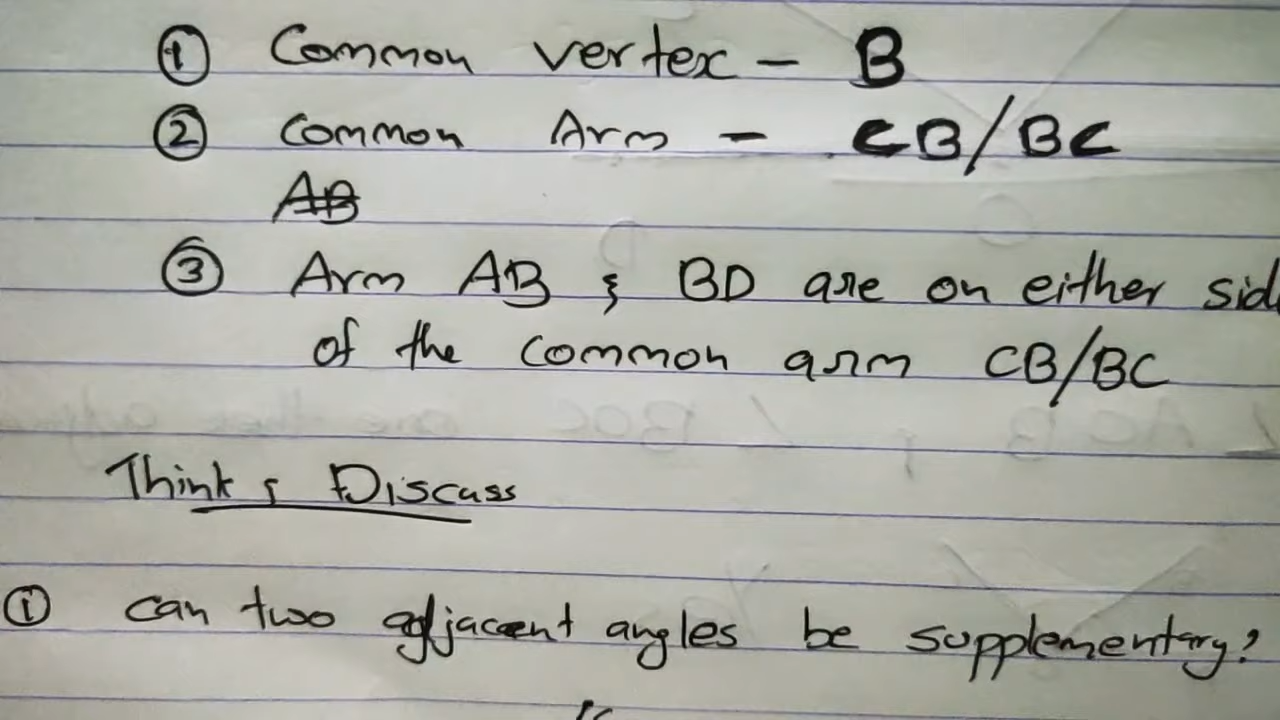 ① Common vertex - B
② Common Arm - CB/BC
AB
③ Arm AB & BD are on either sid
of the common arm CB/BC
Think & Discuss
① can two adjacent angles be supplementary?